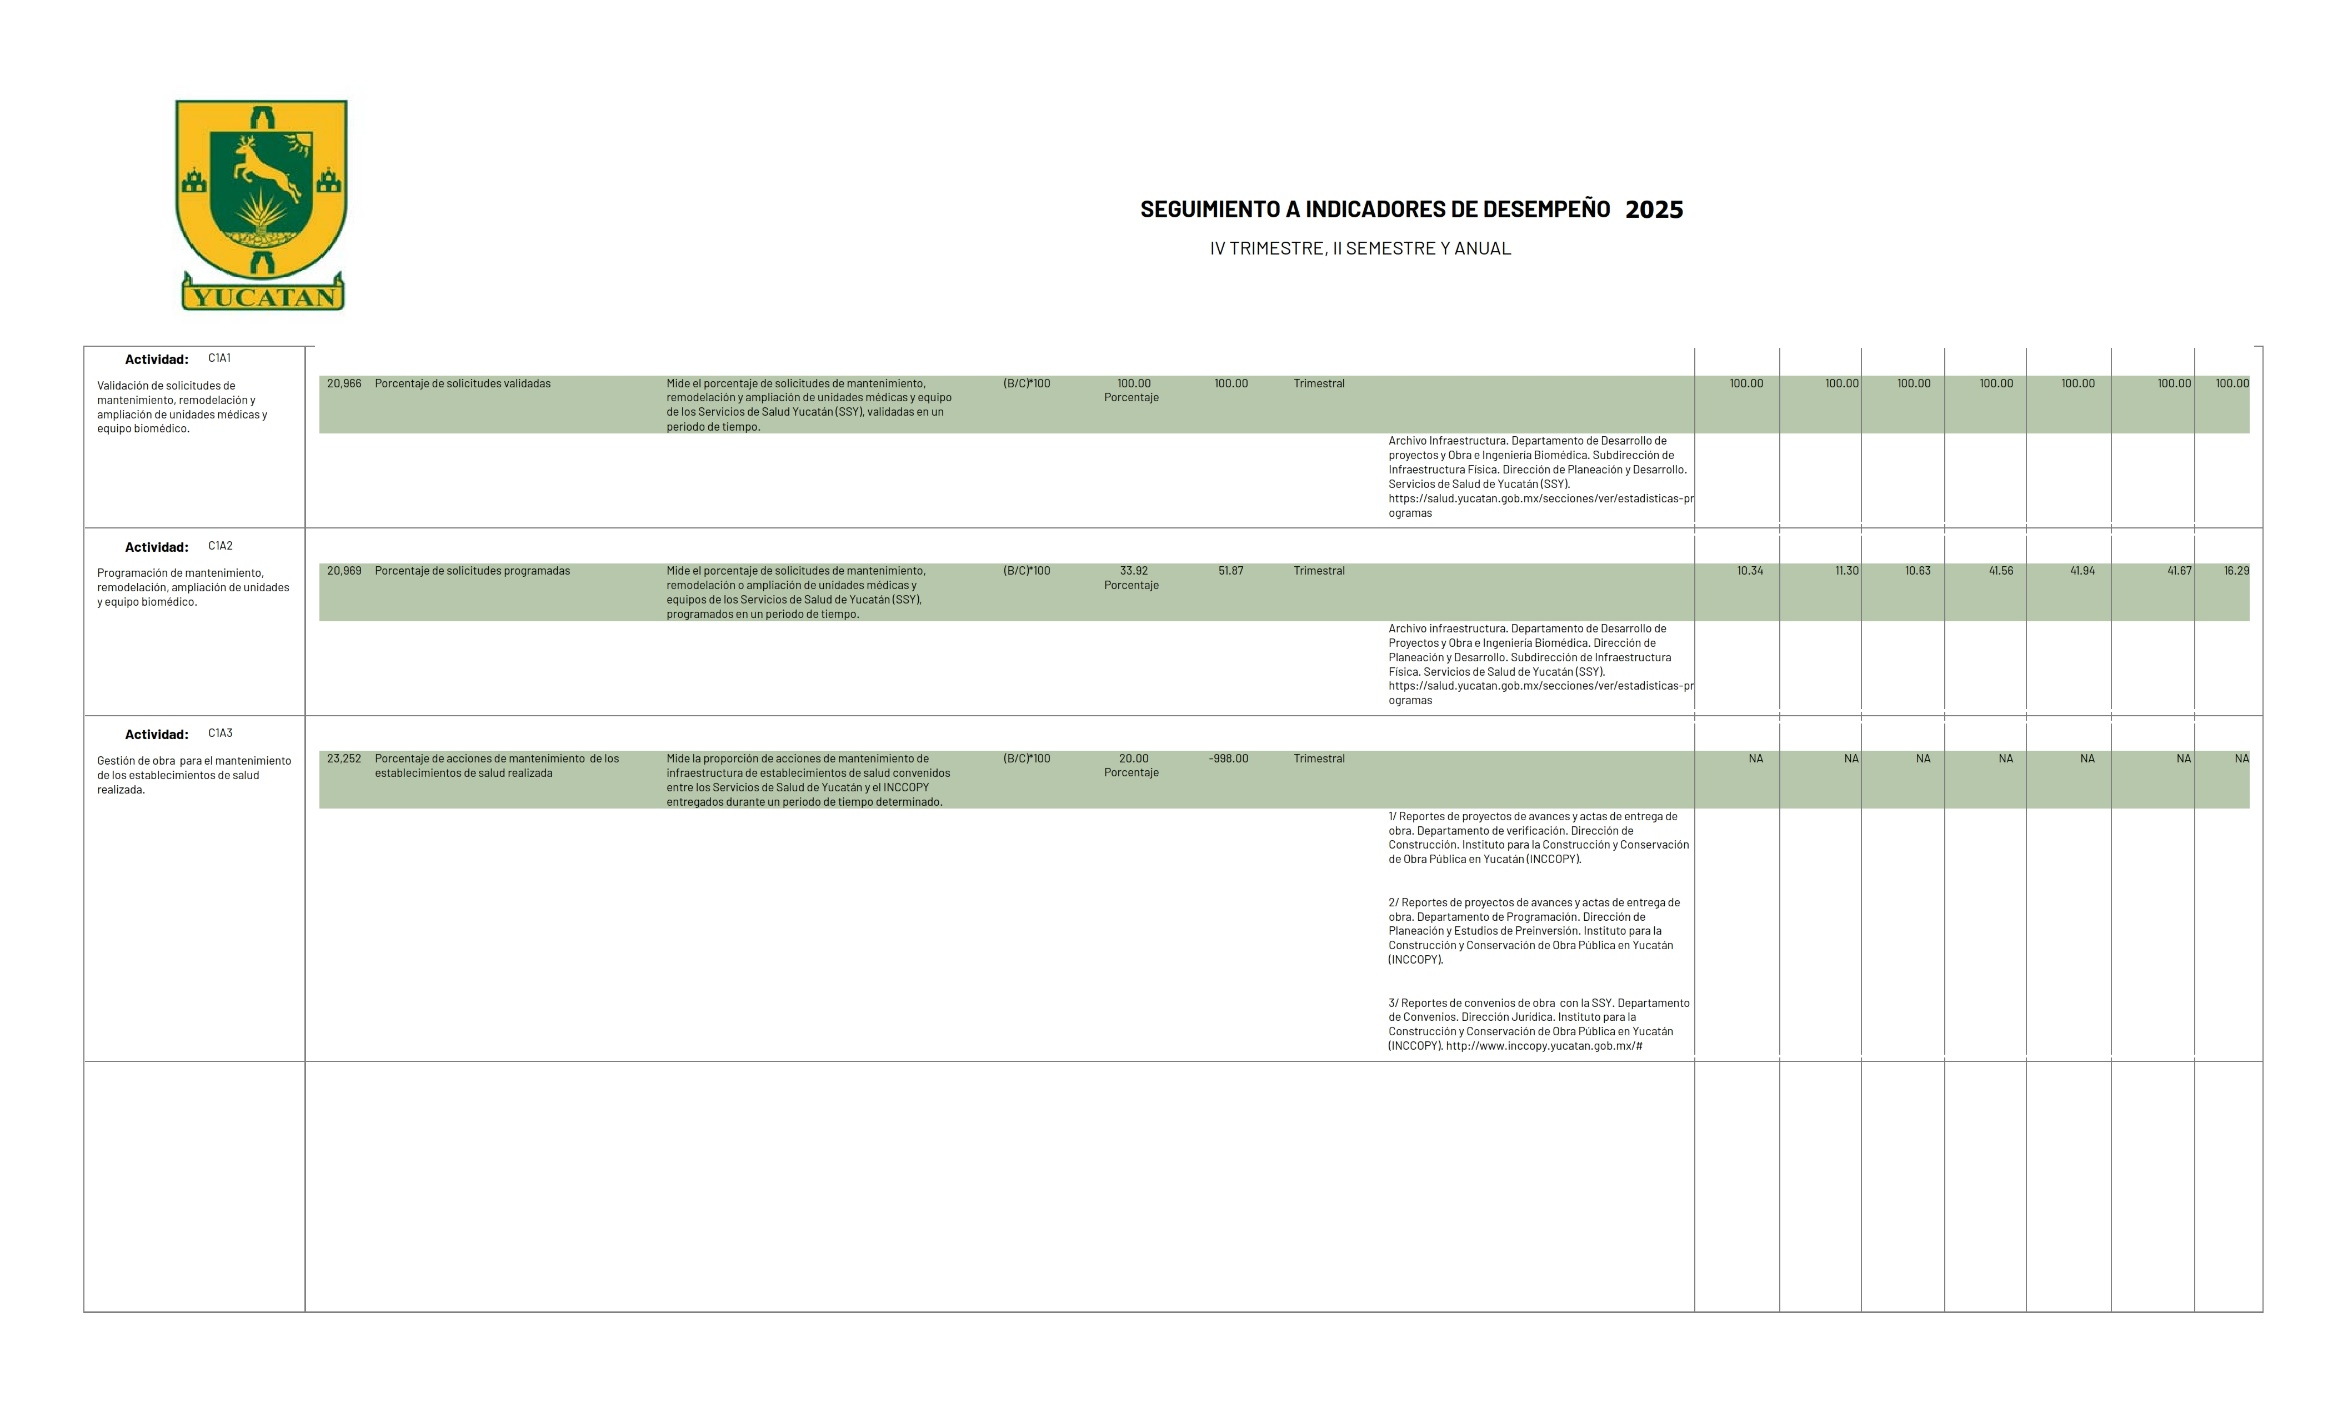 YUCATAN
SEGUIMIENTO A INDICADORES DE DESEMPEÑO 2025
IV TRIMESTRE, II SEMESTRE Y ANUAL
Actividad: C1A1
Validación de solicitudes de
mantenimiento, remodelación y
ampliación de unidades médicas y
equipo biomédico.
20,966 Porcentaje de solicitudes validadas
Mide el porcentaje de solicitudes de mantenimiento,
remodelación y ampliación de unidades médicas y equipo
de los Servicios de Salud Yucatán (SSY), validadas en un
periodo de tiempo.
(B/C)*100
100.00
Porcentaje
100.00
Trimestral
100.00 100.00 100.00 100.00 100.00 100.00 100.00
Archivo Infraestructura. Departamento de Desarrollo de
proyectos y Obra e Ingeniería Biomédica. Subdirección de
Infraestructura Física. Dirección de Planeación y Desarrollo.
Servicios de Salud de Yucatán (SSY).
https://salud.yucatan.gob.mx/secciones/ver/estadisticas-pr
ogramas
Actividad: C1A2
Programación de mantenimiento,
remodelación, ampliación de unidades
y equipo biomédico.
20,969 Porcentaje de solicitudes programadas
Mide el porcentaje de solicitudes de mantenimiento,
remodelación o ampliación de unidades médicas y
equipos de los Servicios de Salud de Yucatán (SSY),
programados en un periodo de tiempo.
(B/C)*100
33.92
Porcentaje
51.87
Trimestral
10.34 11.30 10.63 41.56 41.94 41.67 16.29
Archivo infraestructura. Departamento de Desarrollo de
Proyectos y Obra e Ingeniería Biomédica. Dirección de
Planeación y Desarrollo. Subdirección de Infraestructura
Física. Servicios de Salud de Yucatán (SSY).
https://salud.yucatan.gob.mx/secciones/ver/estadisticas-pr
ogramas
Actividad: C1A3
Gestión de obra para el mantenimiento
de los establecimientos de salud
realizada.
23,252 Porcentaje de acciones de mantenimiento de los
establecimientos de salud realizada
Mide la proporción de acciones de mantenimiento de
infraestructura de establecimientos de salud convenidos
entre los Servicios de Salud de Yucatán y el INCCOPY
entregados durante un periodo de tiempo determinado.
(B/C)*100
20.00
Porcentaje
-998.00
Trimestral
NA NA NA NA NA NA NA
1/ Reportes de proyectos de avances y actas de entrega de
obra. Departamento de verificación. Dirección de
Construcción. Instituto para la Construcción y Conservación
de Obra Pública en Yucatán (INCCOPY).
2/ Reportes de proyectos de avances y actas de entrega de
obra. Departamento de Programación. Dirección de
Planeación y Estudios de Preinversión. Instituto para la
Construcción y Conservación de Obra Pública en Yucatán
(INCCOPY).
3/ Reportes de convenios de obra con la SSY. Departamento
de Convenios. Dirección Jurídica. Instituto para la
Construcción y Conservación de Obra Pública en Yucatán
(INCCOPY). http://www.inccopy.yucatan.gob.mx/#